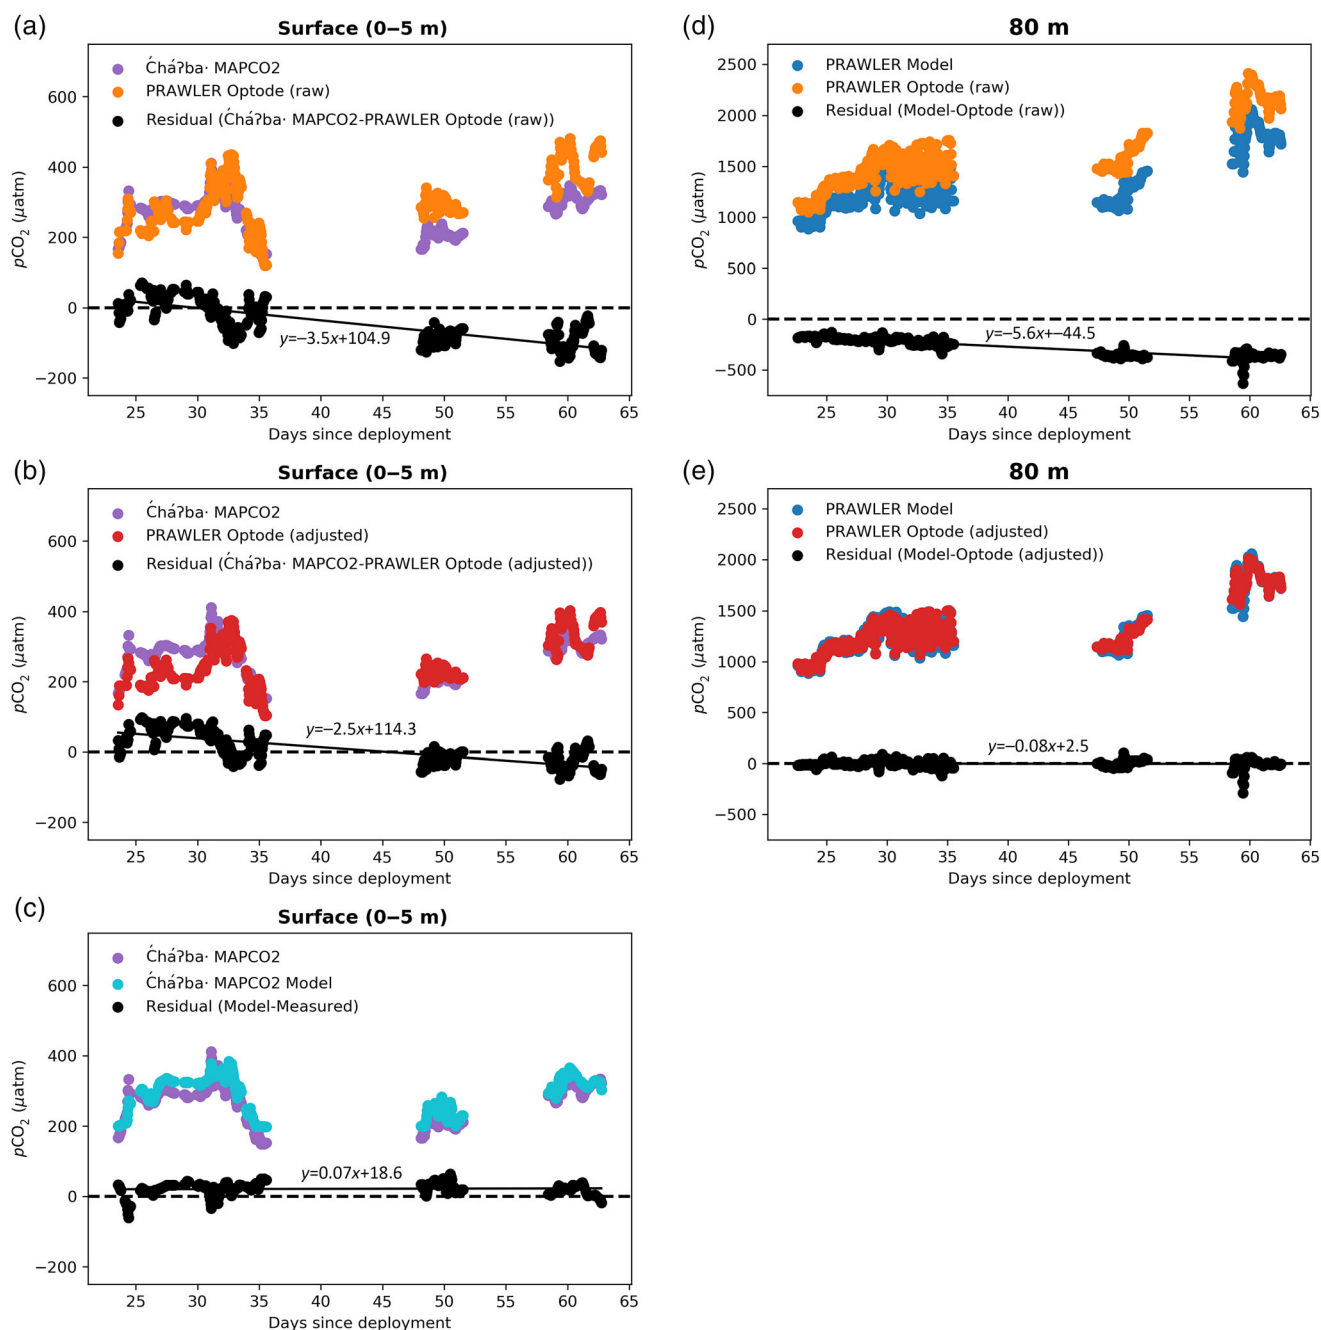 (a)
Surface (0–5 m)
Ćháʔba· MAPCO2
PRAWLER Optode (raw)
Residual (Ćháʔba· MAPCO2-PRAWLER Optode (raw))
600
400
200
0
−200
pCO2 (μatm)
y=−3.5x+104.9
25 30 35 40 45 50 55 60 65
Days since deployment
(d)
80 m
PRAWLER Model
PRAWLER Optode (raw)
Residual (Model-Optode (raw))
2500
2000
1500
1000
500
0
−500
pCO2 (μatm)
y=−5.6x+−44.5
25 30 35 40 45 50 55 60 65
Days since deployment
(b)
Surface (0–5 m)
Ćháʔba· MAPCO2
PRAWLER Optode (adjusted)
Residual (Ćháʔba· MAPCO2-PRAWLER Optode (adjusted))
600
400
200
0
−200
pCO2 (μatm)
y=−2.5x+114.3
25 30 35 40 45 50 55 60 65
Days since deployment
(e)
80 m
PRAWLER Model
PRAWLER Optode (adjusted)
Residual (Model-Optode (adjusted))
2500
2000
1500
1000
500
0
−500
pCO2 (μatm)
y=−0.08x+2.5
25 30 35 40 45 50 55 60 65
Days since deployment
(c)
Surface (0–5 m)
Ćháʔba· MAPCO2
Ćháʔba· MAPCO2 Model
Residual (Model-Measured)
600
400
200
0
−200
pCO2 (μatm)
y=0.07x+18.6
25 30 35 40 45 50 55 60 65
Days since deployment